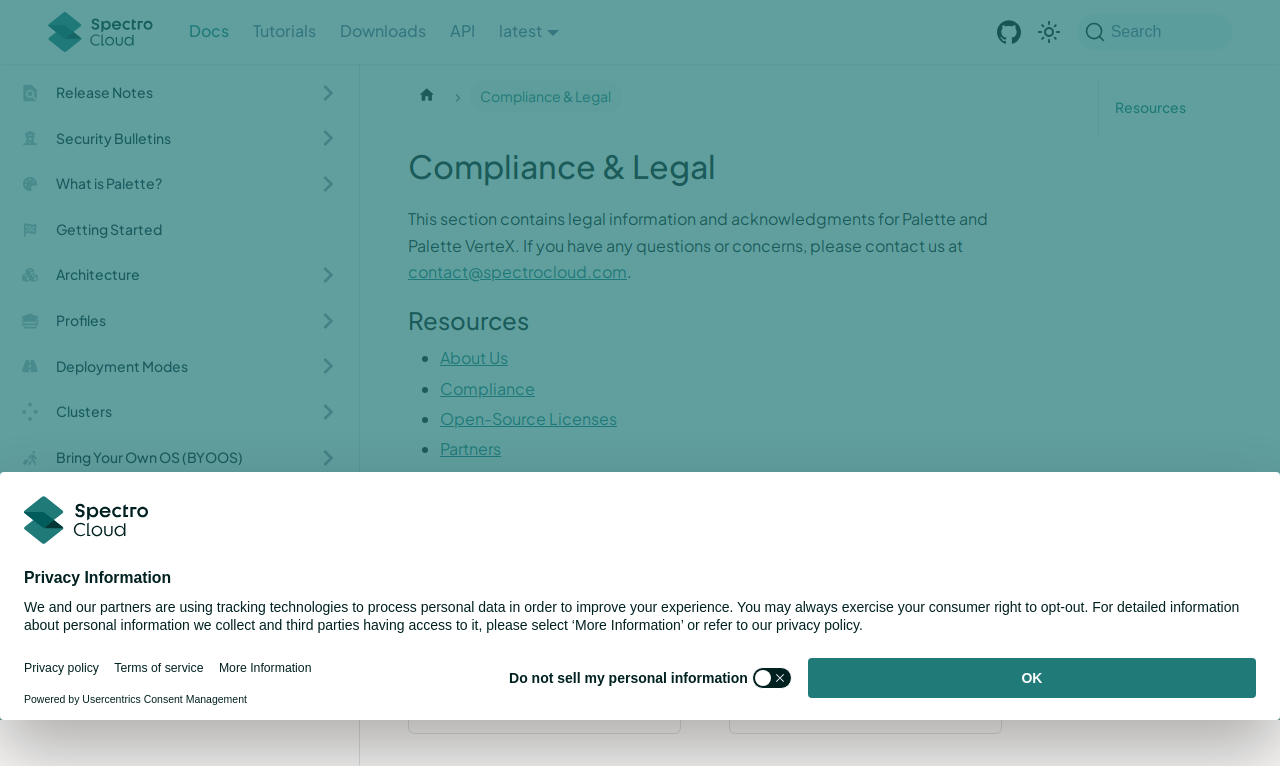 Spectro
Cloud
Docs
Tutorials
Downloads
API
latest
Search
Release Notes
Security Bulletins
What is Palette?
Getting Started
Architecture
Profiles
Deployment Modes
Clusters
Bring Your Own OS (BYOOS)
Compliance & Legal
Compliance & Legal
This section contains legal information and acknowledgments for Palette and
Palette VerteX. If you have any questions or concerns, please contact us at
contact@spectrocloud.com.
Resources
About Us
Compliance
Open-Source Licenses
Partners
Resources
Spectro
Cloud
Privacy Information
We and our partners are using tracking technologies to process personal data in order to improve your experience. You may always exercise your consumer right to opt-out. For detailed information
about personal information we collect and third parties having access to it, please select ‘More Information’ or refer to our privacy policy.
Privacy policy
Terms of service
More Information
Powered by Usercentrics Consent Management
Do not sell my personal information
OK